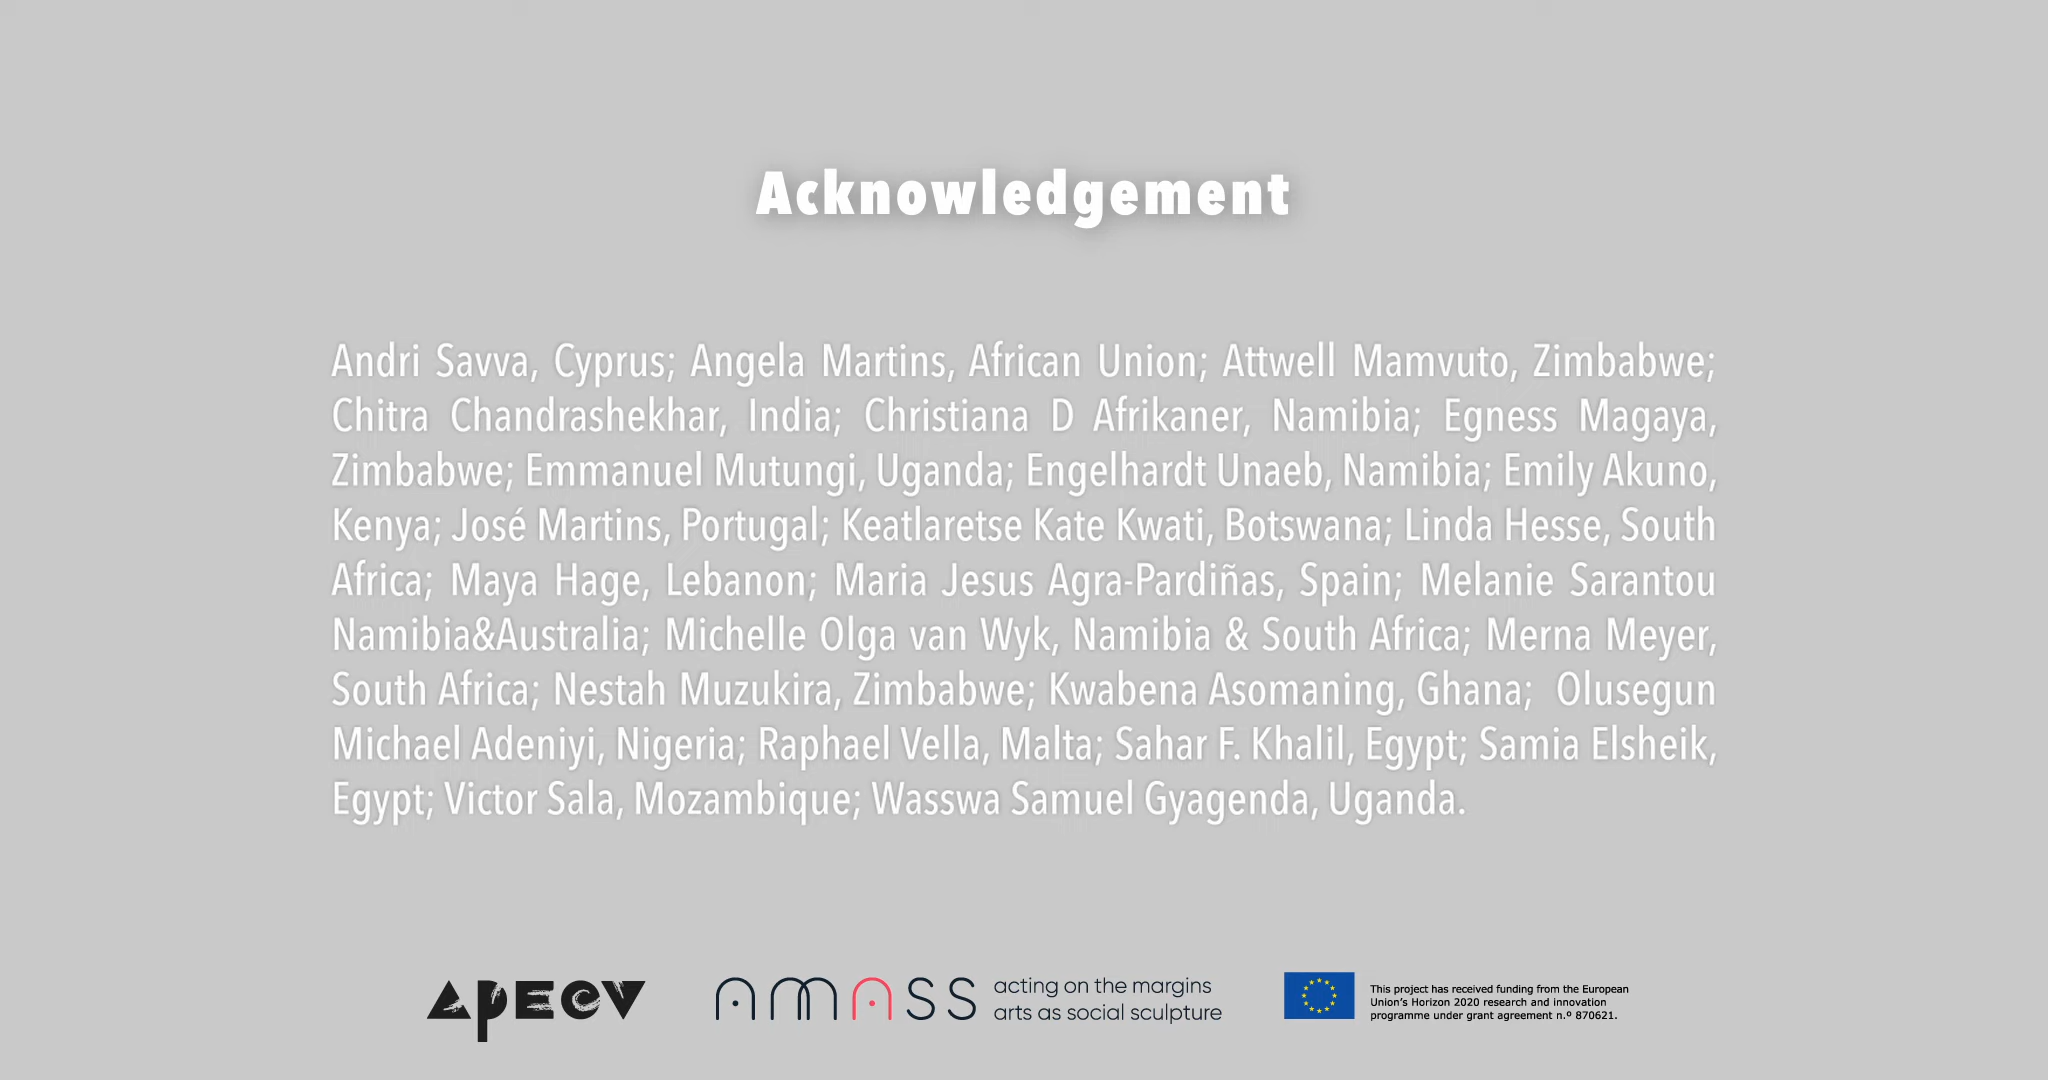 Acknowledgement
Andri Savva, Cyprus; Angela Martins, African Union; Attwell Mamvuto, Zimbabwe;
Chitra Chandrashekhar, India; Christiana D Afrikaner, Namibia; Egness Magaya,
Zimbabwe; Emmanuel Mutungi, Uganda; Engelhardt Unaeb, Namibia; Emily Akuno,
Kenya; José Martins, Portugal; Keatlaretse Kate Kwati, Botswana; Linda Hesse, South
Africa; Maya Hage, Lebanon; Maria Jesus Agra-Pardiñas, Spain; Melanie Sarantou
Namibia&Australia; Michelle Olga van Wyk, Namibia & South Africa; Merna Meyer,
South Africa; Nestah Muzukira, Zimbabwe; Kwabena Asomaning, Ghana; Olusegun
Michael Adeniyi, Nigeria; Raphael Vella, Malta; Sahar F. Khalil, Egypt; Samia Elsheik,
Egypt; Victor Sala, Mozambique; Wasswa Samuel Gyagenda, Uganda.
APECV
AMASS
acting on the margins
arts as social sculpture
This project has received funding from the European
Union's Horizon 2020 research and innovation
programme under grant agreement n.º 870621.